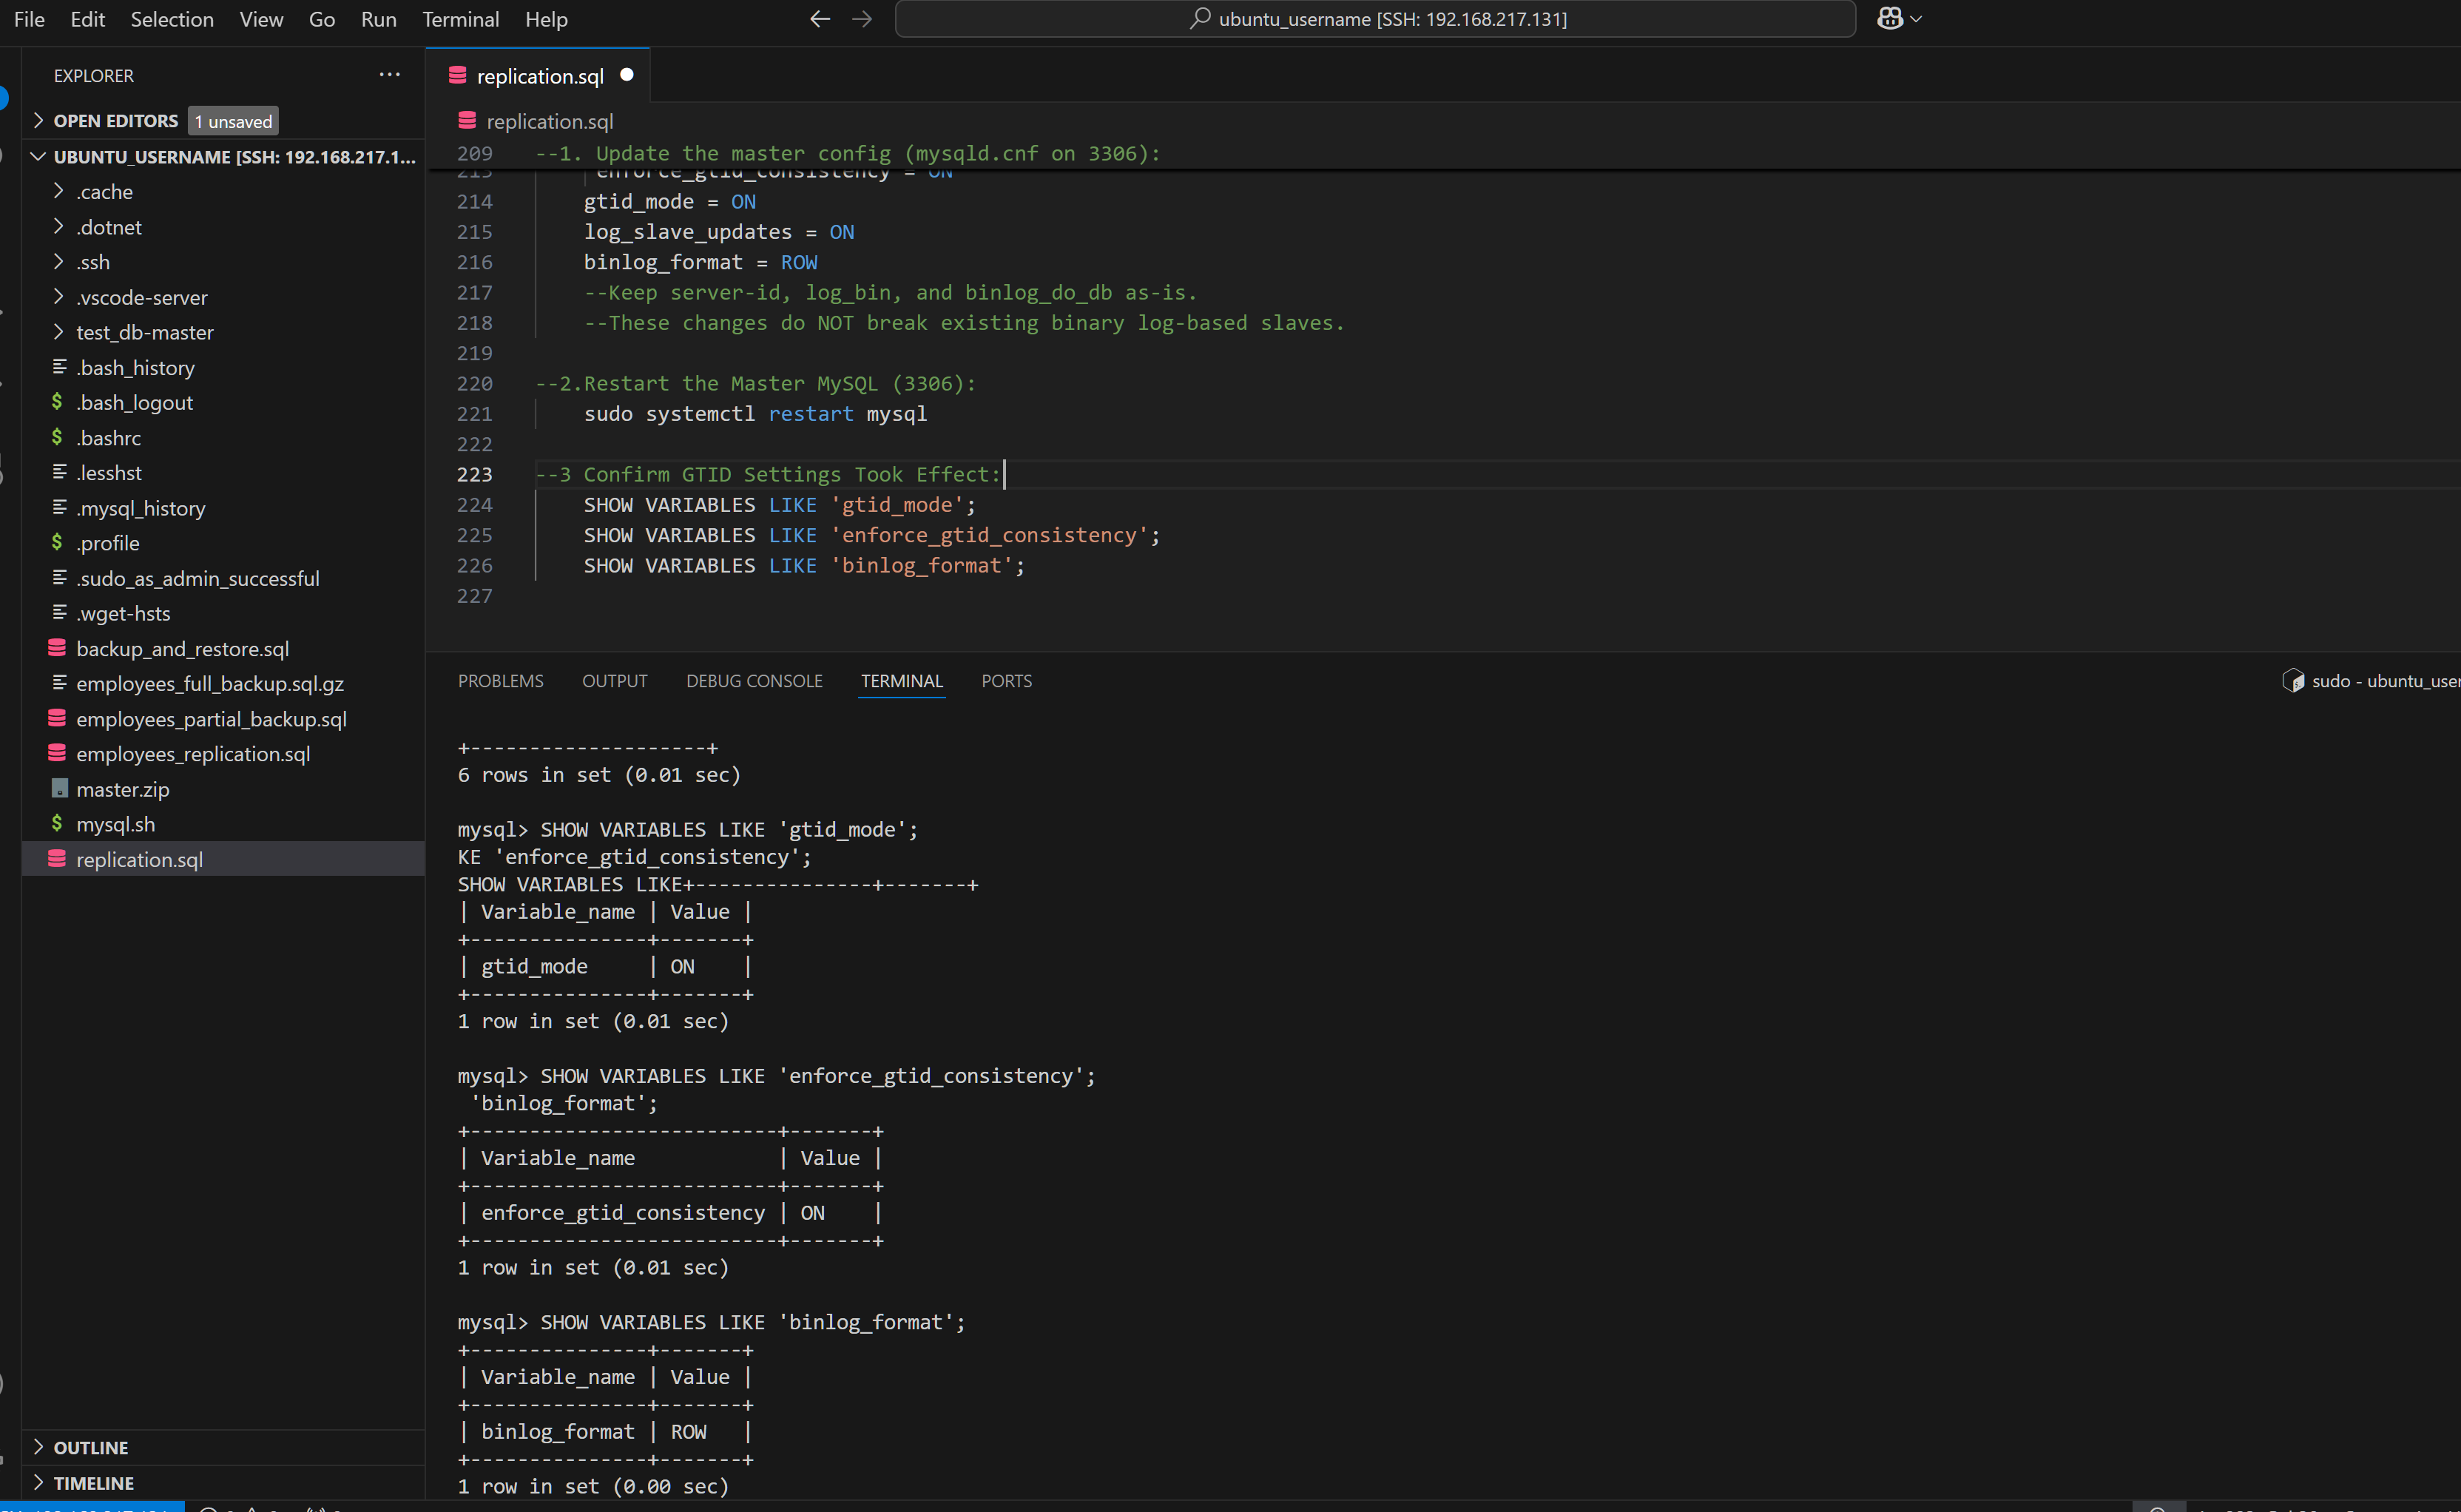 File Edit Selection View Go Run Terminal Help
ubuntu_username [SSH: 192.168.217.131]
EXPLORER
OPEN EDITORS 1 unsaved
UBUNTU_USERNAME [SSH: 192.168.217.1...
.cache
.dotnet
.ssh
.vscode-server
test_db-master
.bash_history
.bash_logout
.bashrc
.lesshst
.mysql_history
.profile
.sudo_as_admin_successful
.wget-hsts
backup_and_restore.sql
employees_full_backup.sql.gz
employees_partial_backup.sql
employees_replication.sql
master.zip
mysql.sh
replication.sql
OUTLINE
TIMELINE
replication.sql
replication.sql
209 --1. Update the master config (mysqld.cnf on 3306):
213 enforce_gtid_consistency = ON
214 gtid_mode = ON
215 log_slave_updates = ON
216 binlog_format = ROW
217 --Keep server-id, log_bin, and binlog_do_db as-is.
218 --These changes do NOT break existing binary log-based slaves.
219
220 --2.Restart the Master MySQL (3306):
221 sudo systemctl restart mysql
222
223 --3 Confirm GTID Settings Took Effect:
224 SHOW VARIABLES LIKE 'gtid_mode';
225 SHOW VARIABLES LIKE 'enforce_gtid_consistency';
226 SHOW VARIABLES LIKE 'binlog_format';
227
PROBLEMS OUTPUT DEBUG CONSOLE TERMINAL PORTS
sudo - ubuntu_user
+--------------------+
6 rows in set (0.01 sec)
mysql> SHOW VARIABLES LIKE 'gtid_mode';
KE 'enforce_gtid_consistency';
SHOW VARIABLES LIKE+---------------+-------+
| Variable_name | Value |
+---------------+-------+
| gtid_mode | ON |
+---------------+-------+
1 row in set (0.01 sec)
mysql> SHOW VARIABLES LIKE 'enforce_gtid_consistency';
'binlog_format';
+--------------------------+-------+
| Variable_name | Value |
+--------------------------+-------+
| enforce_gtid_consistency | ON |
+--------------------------+-------+
1 row in set (0.01 sec)
mysql> SHOW VARIABLES LIKE 'binlog_format';
+---------------+-------+
| Variable_name | Value |
+---------------+-------+
| binlog_format | ROW |
+---------------+-------+
1 row in set (0.00 sec)